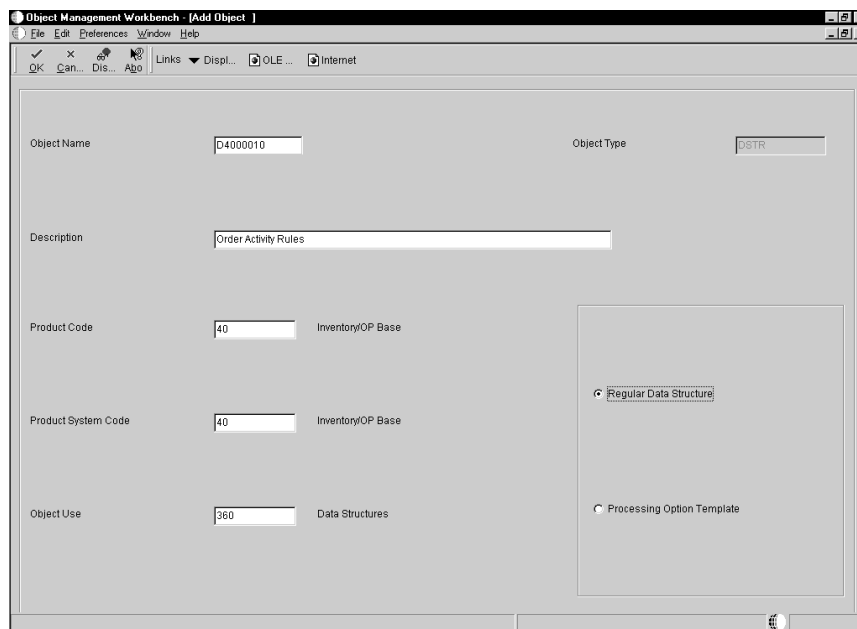 Object Management Workbench - [Add Object ]
File Edit Preferences Window Help
OK Can... Dis... Abo Links Displ... OLE ... Internet
Object Name D4000010 Object Type DSTR
Description Order Activity Rules
Product Code 40 Inventory/OP Base
Regular Data Structure
Product System Code 40 Inventory/OP Base
Object Use 360 Data Structures
Processing Option Template